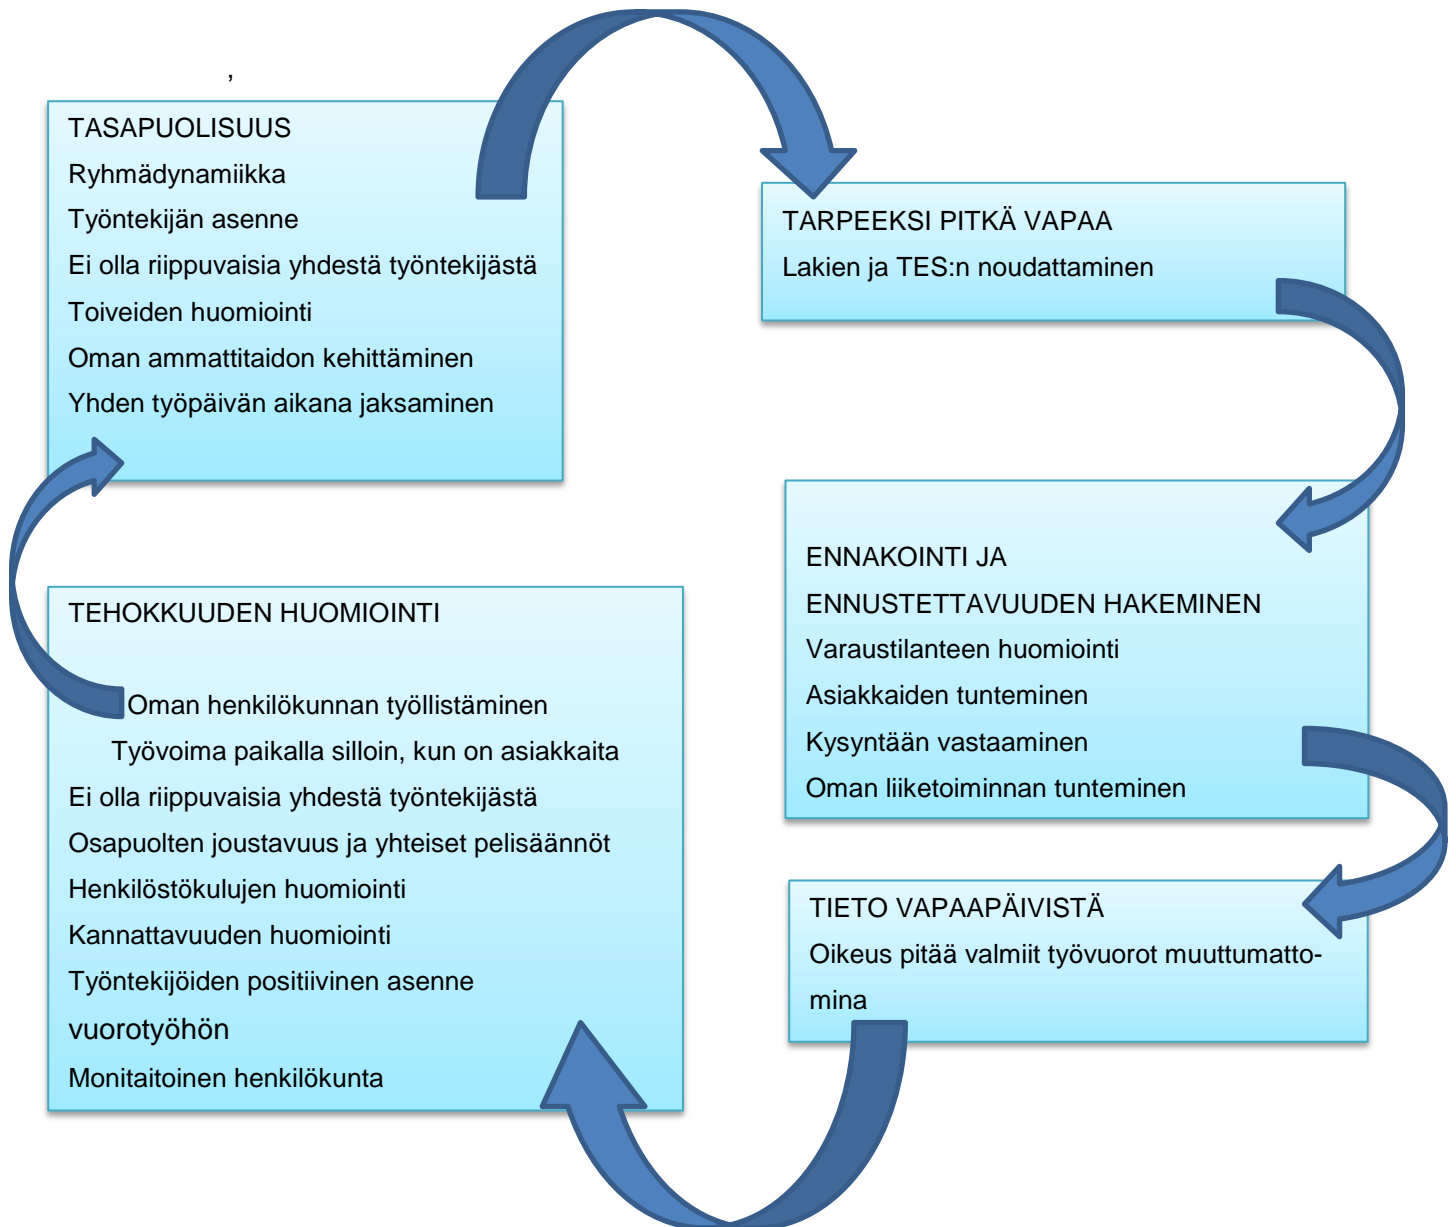 ,
TASAPUOLISUUS
Ryhmädynamiikka
Työntekijän asenne
Ei olla riippuvaisia yhdestä työntekijästä
Toiveiden huomiointi
Oman ammattitaidon kehittäminen
Yhden työpäivän aikana jaksaminen
TARPEEKSI PITKÄ VAPAA
Lakien ja TES:n noudattaminen
ENNAKOINTI JA
ENNUSTETTAVUUDEN HAKEMINEN
Varaustilanteen huomiointi
Asiakkaiden tunteminen
Kysyntään vastaaminen
Oman liiketoiminnan tunteminen
TIETO VAPAAPÄIVISTÄ
Oikeus pitää valmiit työvuorot muuttumatto-
mina
TEHOKKUUDEN HUOMIOINTI
Oman henkilökunnan työllistäminen
Työvoima paikalla silloin, kun on asiakkaita
Ei olla riippuvaisia yhdestä työntekijästä
Osapuolten joustavuus ja yhteiset pelisäännöt
Henkilöstökulujen huomiointi
Kannattavuuden huomiointi
Työntekijöiden positiivinen asenne
vuorotyöhön
Monitaitoinen henkilökunta